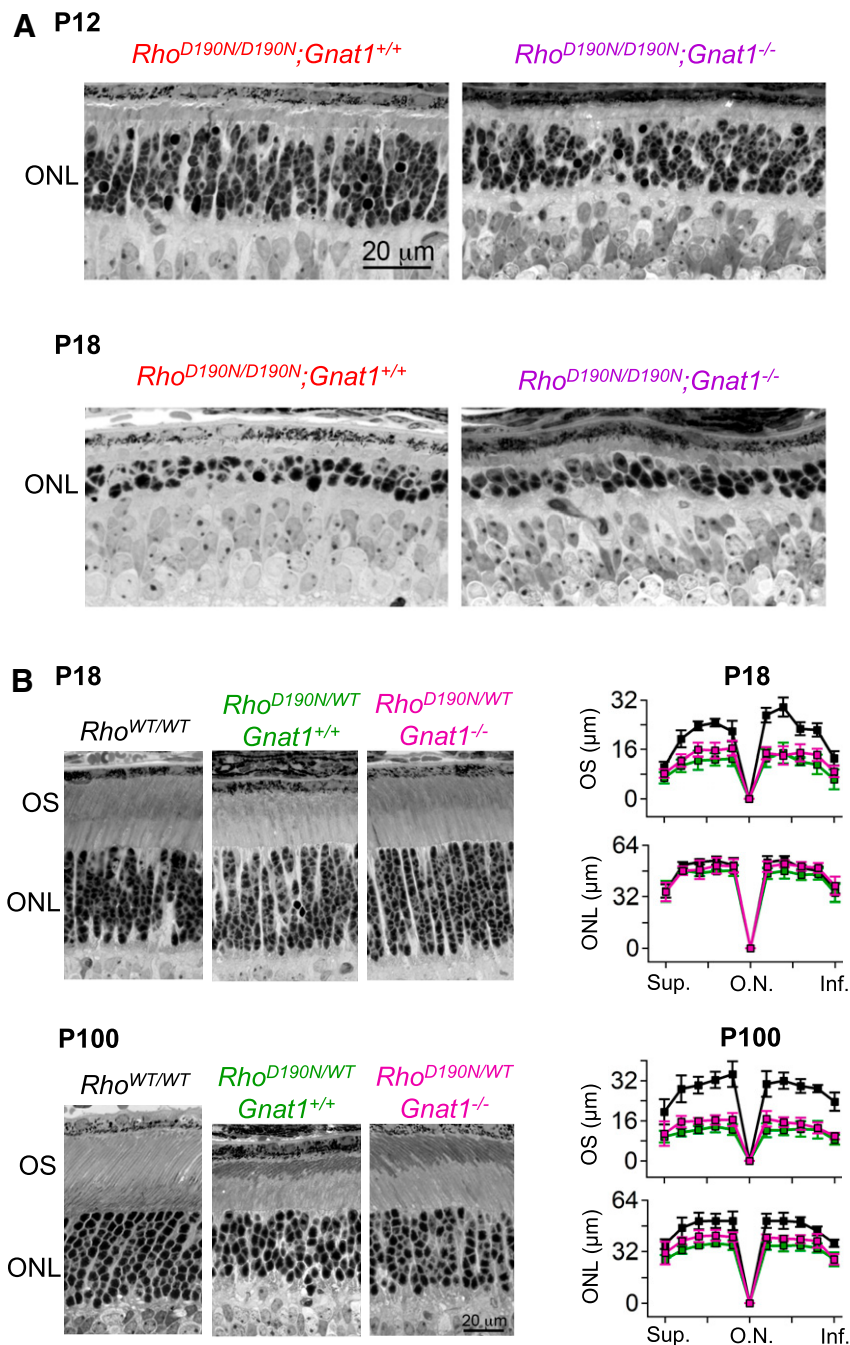 A P12
Rho^D190N/D190N;Gnat1^+/+ Rho^D190N/D190N;Gnat1^-/-
ONL
20 μm
P18
Rho^D190N/D190N;Gnat1^+/+ Rho^D190N/D190N;Gnat1^-/-
ONL
B P18
Rho^WT/WT
Rho^D190N/WT
Gnat1^+/+
Rho^D190N/WT
Gnat1^-/-
OS
ONL
P18
OS (μm)
32
16
0
ONL (μm)
64
32
0
Sup. O.N. Inf.
P100
Rho^WT/WT
Rho^D190N/WT
Gnat1^+/+
Rho^D190N/WT
Gnat1^-/-
OS
ONL
20 μm
P100
OS (μm)
32
16
0
ONL (μm)
64
32
0
Sup. O.N. Inf.